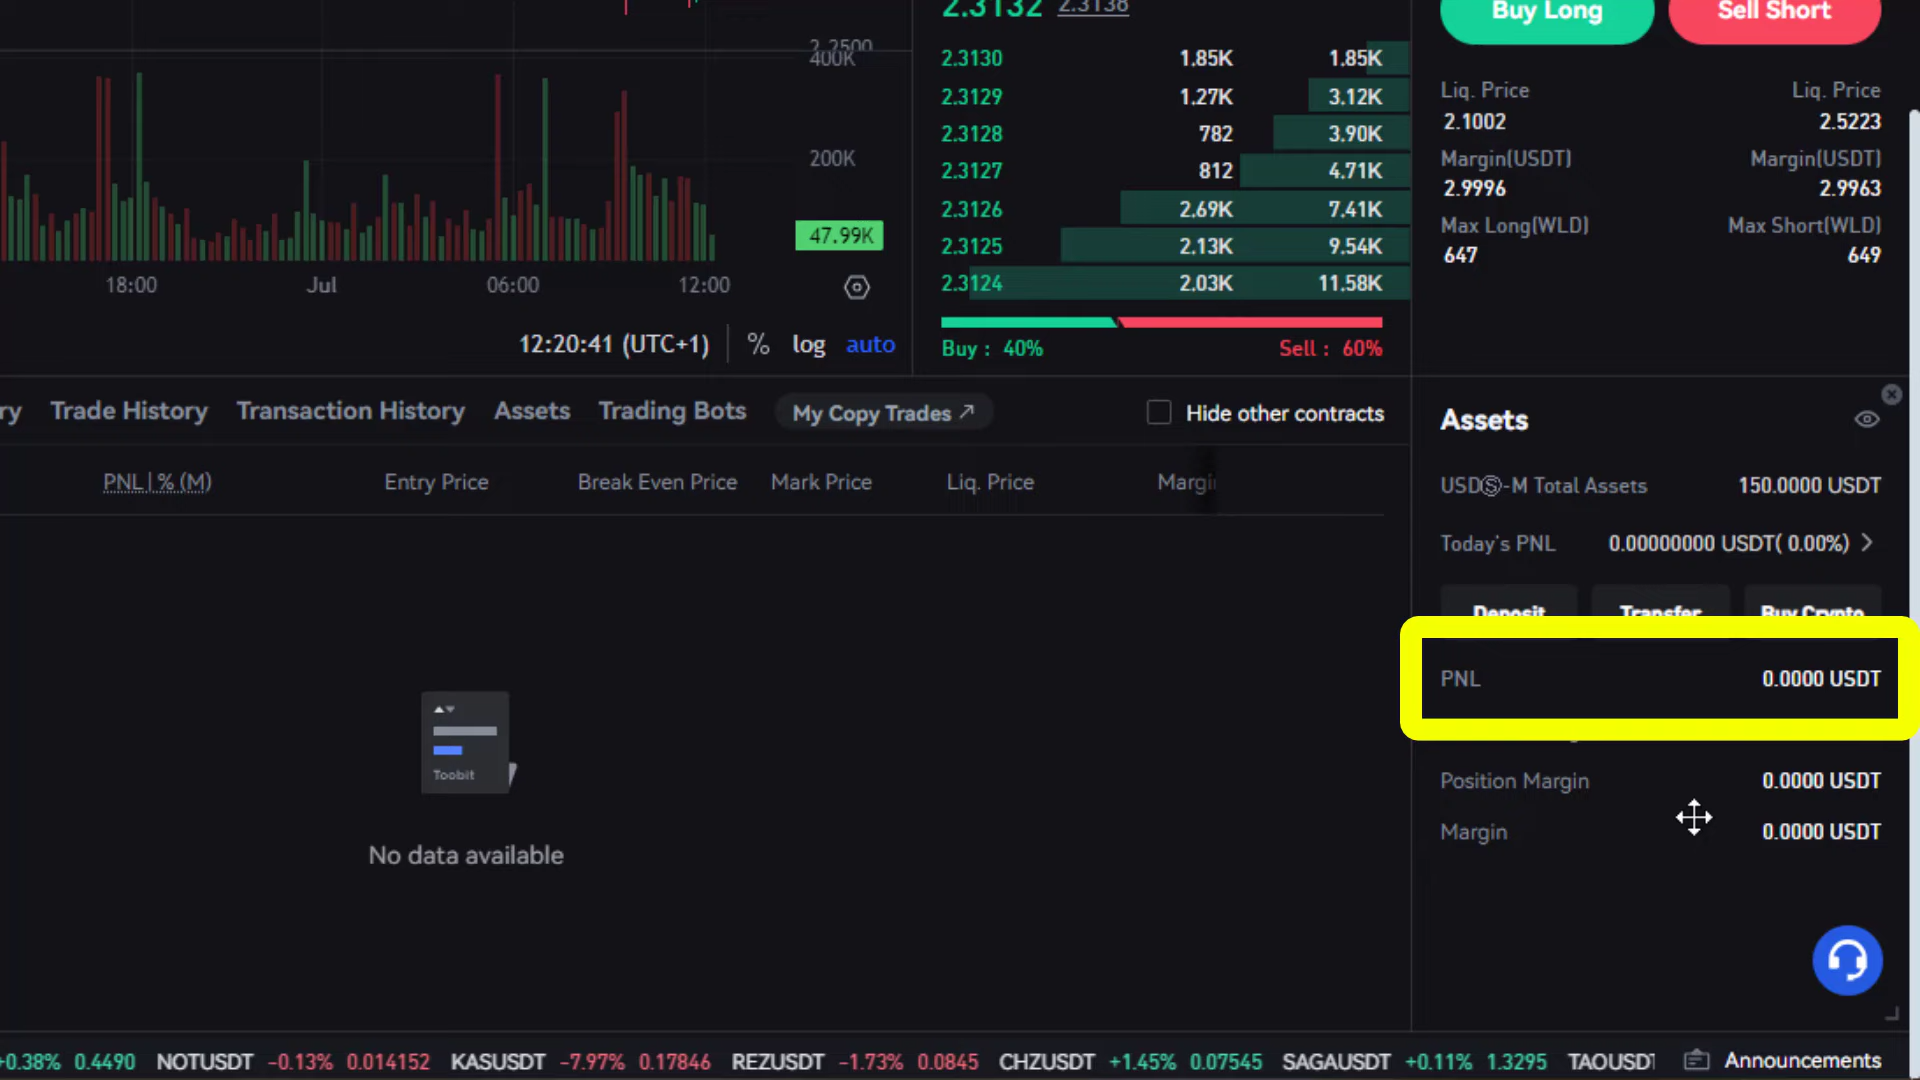 2.3132 2.3138
2.2500
400K
200K
47.99K
18:00 Jul 06:00 12:00
12:20:41 (UTC+1) % log auto
2.3130 1.85K 1.85K
2.3129 1.27K 3.12K
2.3128 782 3.90K
2.3127 812 4.71K
2.3126 2.69K 7.41K
2.3125 2.13K 9.54K
2.3124 2.03K 11.58K
Buy : 40% Sell : 60%
Buy Long Sell Short
Liq. Price Liq. Price
2.1002 2.5223
Margin(USDT) Margin(USDT)
2.9996 2.9963
Max Long(WLD) Max Short(WLD)
647 649
ry Trade History Transaction History Assets Trading Bots My Copy Trades Hide other contracts
PNL | % (M) Entry Price Break Even Price Mark Price Liq. Price Margi
Toobit
No data available
Assets
USDⓈ-M Total Assets 150.0000 USDT
Today's PNL 0.00000000 USDT( 0.00%)
Deposit Transfer Buy Crypto
PNL 0.0000 USDT
Position Margin 0.0000 USDT
Margin 0.0000 USDT
+0.38% 0.4490 NOTUSDT -0.13% 0.014152 KASUSDT -7.97% 0.17846 REZUSDT -1.73% 0.0845 CHZUSDT +1.45% 0.07545 SAGAUSDT +0.11% 1.3295 TAOUSDT Announcements